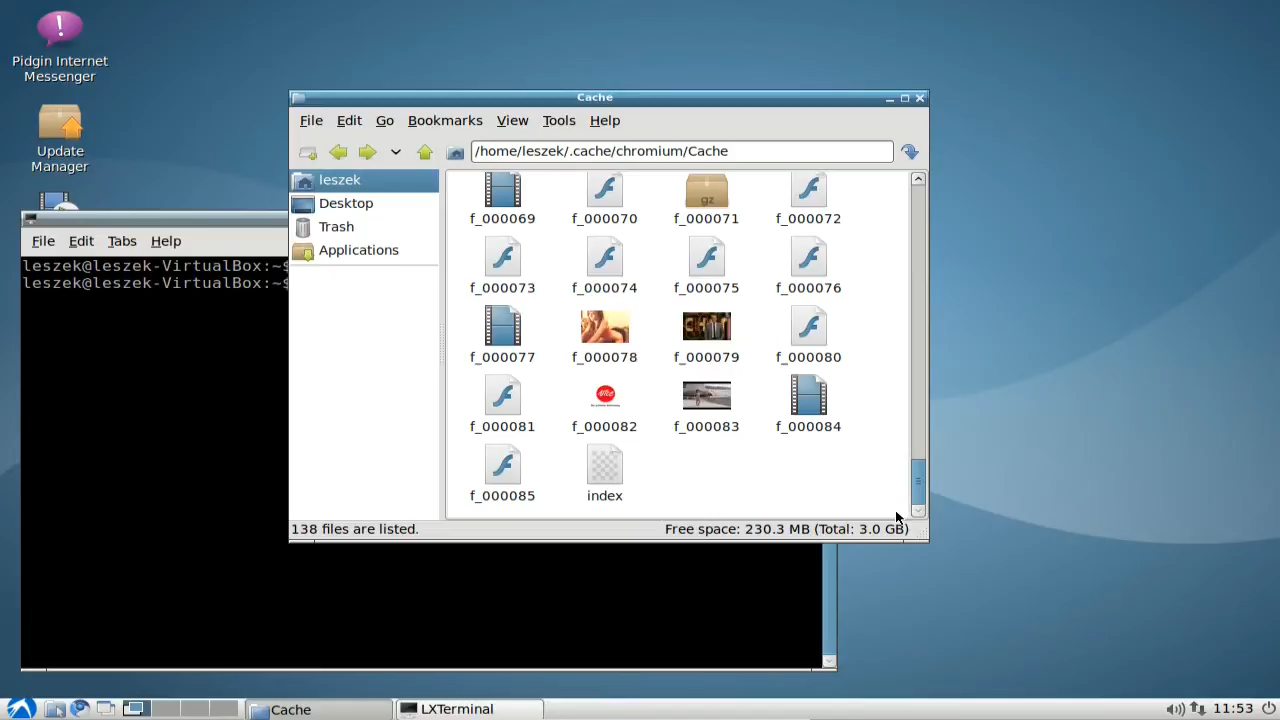 Pidgin Internet
Messenger
Update
Manager
Cache
File Edit Go Bookmarks View Tools Help
/home/leszek/.cache/chromium/Cache
leszek
Desktop
Trash
Applications
f_000069 f_000070 gz f_000071 f_000072
f_000073 f_000074 f_000075 f_000076
f_000077 f_000078 f_000079 f_000080
f_000081 f_000082 f_000083 f_000084
f_000085 index
138 files are listed. Free space: 230.3 MB (Total: 3.0 GB)
File Edit Tabs Help
leszek@leszek-VirtualBox:~$
leszek@leszek-VirtualBox:~$
Cache LXTerminal 11:53